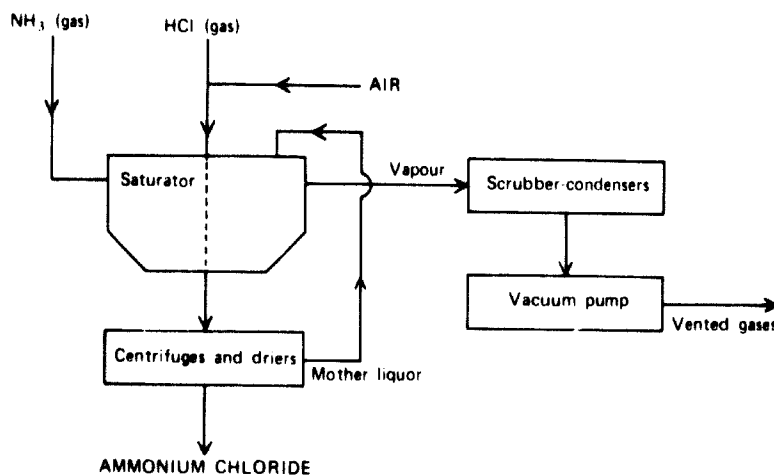 NH₃ (gas)
HCl (gas)
AIR
Saturator
Vapour
Scrubber-condensers
Vacuum pump
Vented gases
Centrifuges and driers
Mother liquor
AMMONIUM CHLORIDE